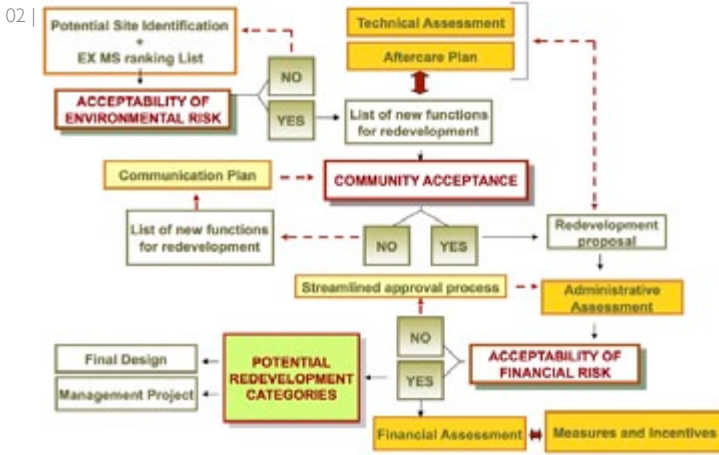 02 |
Potential Site Identification
+
EX MS ranking List
Technical Assessment
Aftercare Plan
NO
YES
ACCEPTABILITY OF
ENVIRONMENTAL RISK
List of new functions
for redevelopment
Communication Plan
COMMUNITY ACCEPTANCE
List of new functions
for redevelopment
NO
YES
Redevelopment
proposal
Streamlined approval process
Administrative
Assessment
NO
YES
ACCEPTABILITY OF
FINANCIAL RISK
POTENTIAL
REDEVELOPMENT
CATEGORIES
Final Design
Management Project
Financial Assessment
Measures and Incentives